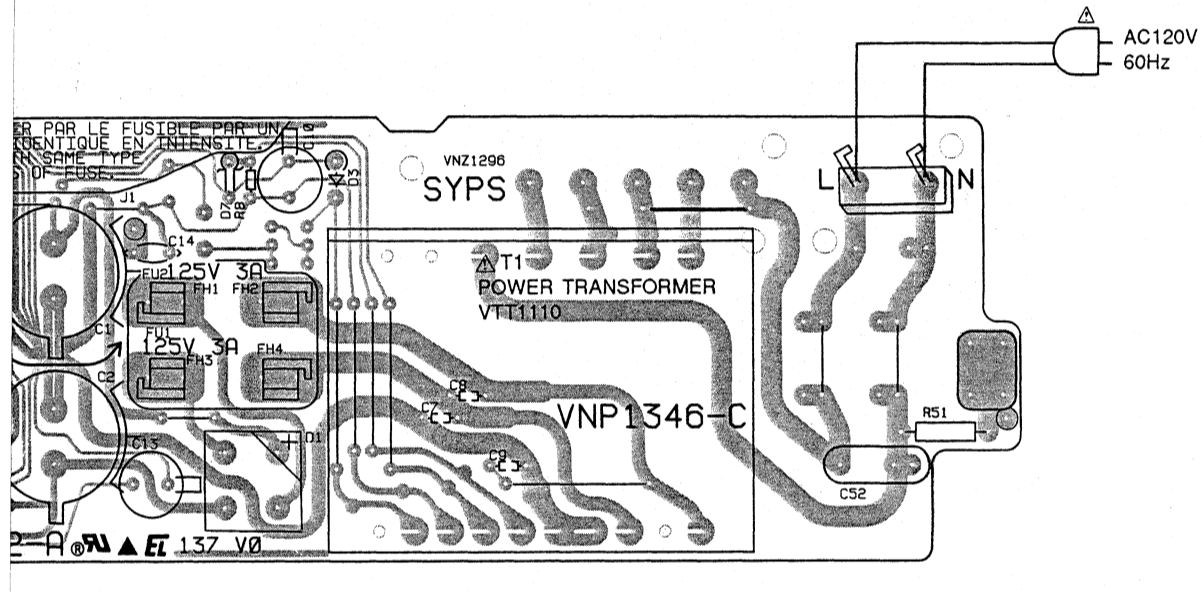 AC120V
60Hz
ER PAR LE FUSIBLE PAR UN
IDENTIQUE EN INTENSITE.
TH SAME TYPE
S OF FUSE.
VNZ1296
SYPS
L
N
J1
D7
R8
D3
C14
FU2 125V 3A
FH1
FH2
T1
POWER TRANSFORMER
VTT1110
C1
FU1
125V 3A
FH3
FH4
C2
C8
C7
VNP1346-C
R51
C13
+
D1
C9
C52
2-A ® 137 V0